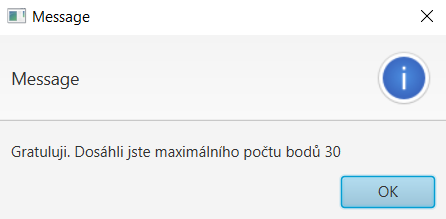 Message
Message
Gratuluji. Dosáhli jste maximálního počtu bodů 30
OK